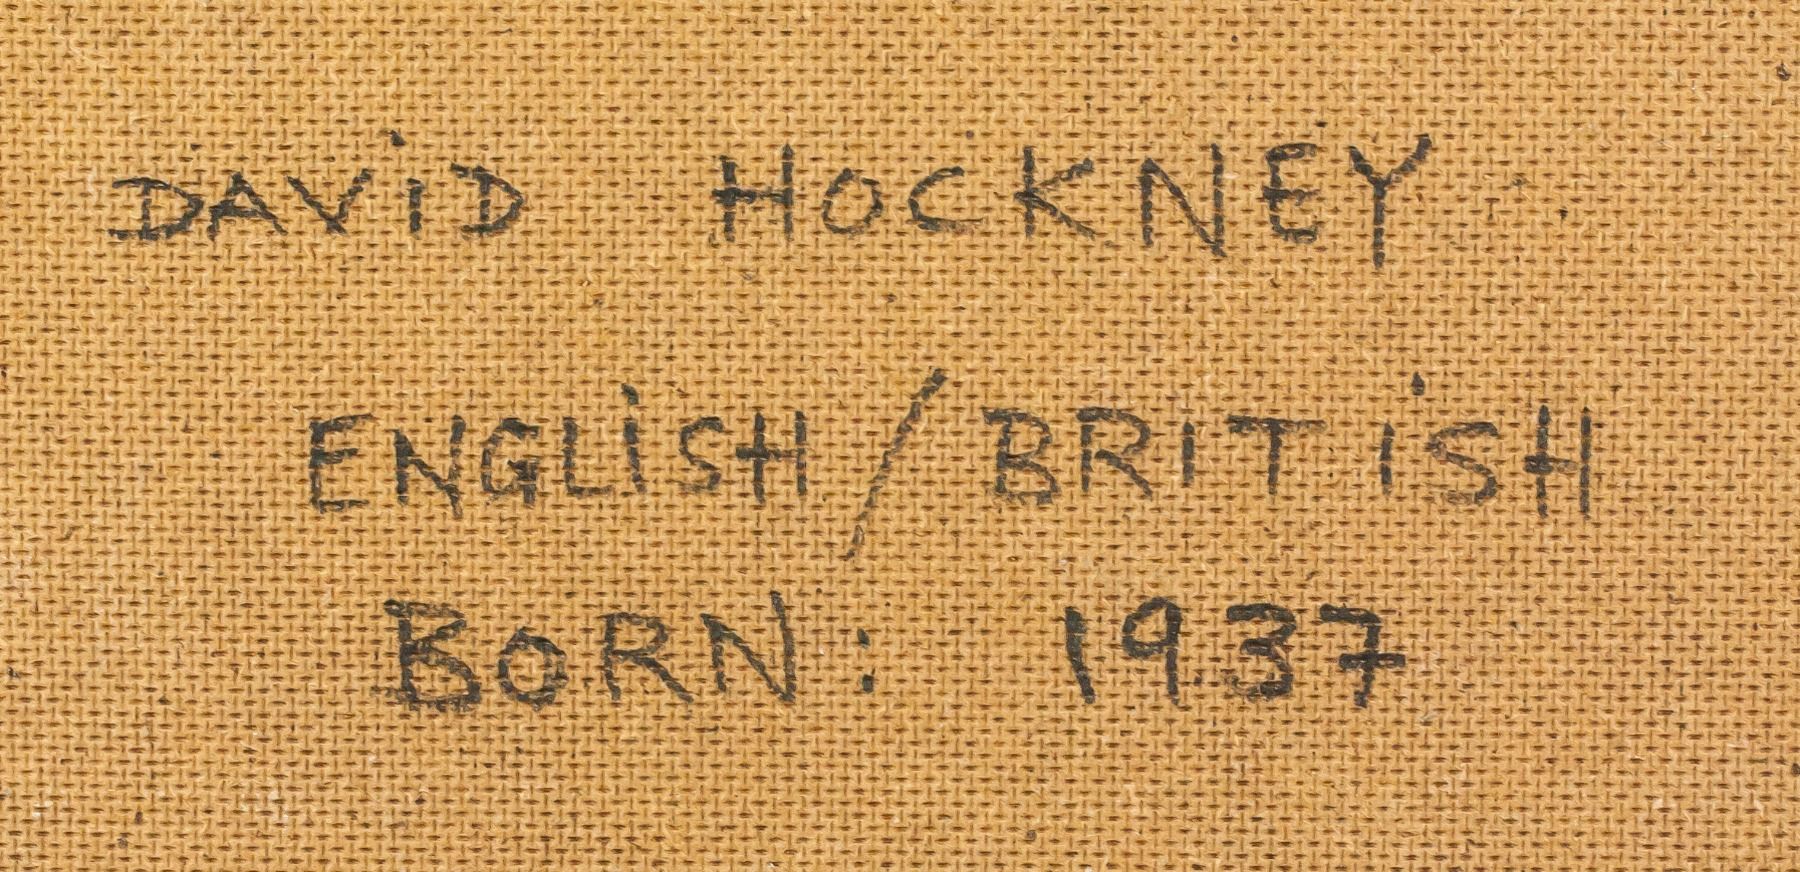 DAViD HOCKNEY
ENGLiSH/BRITiSH
BORN: 1937